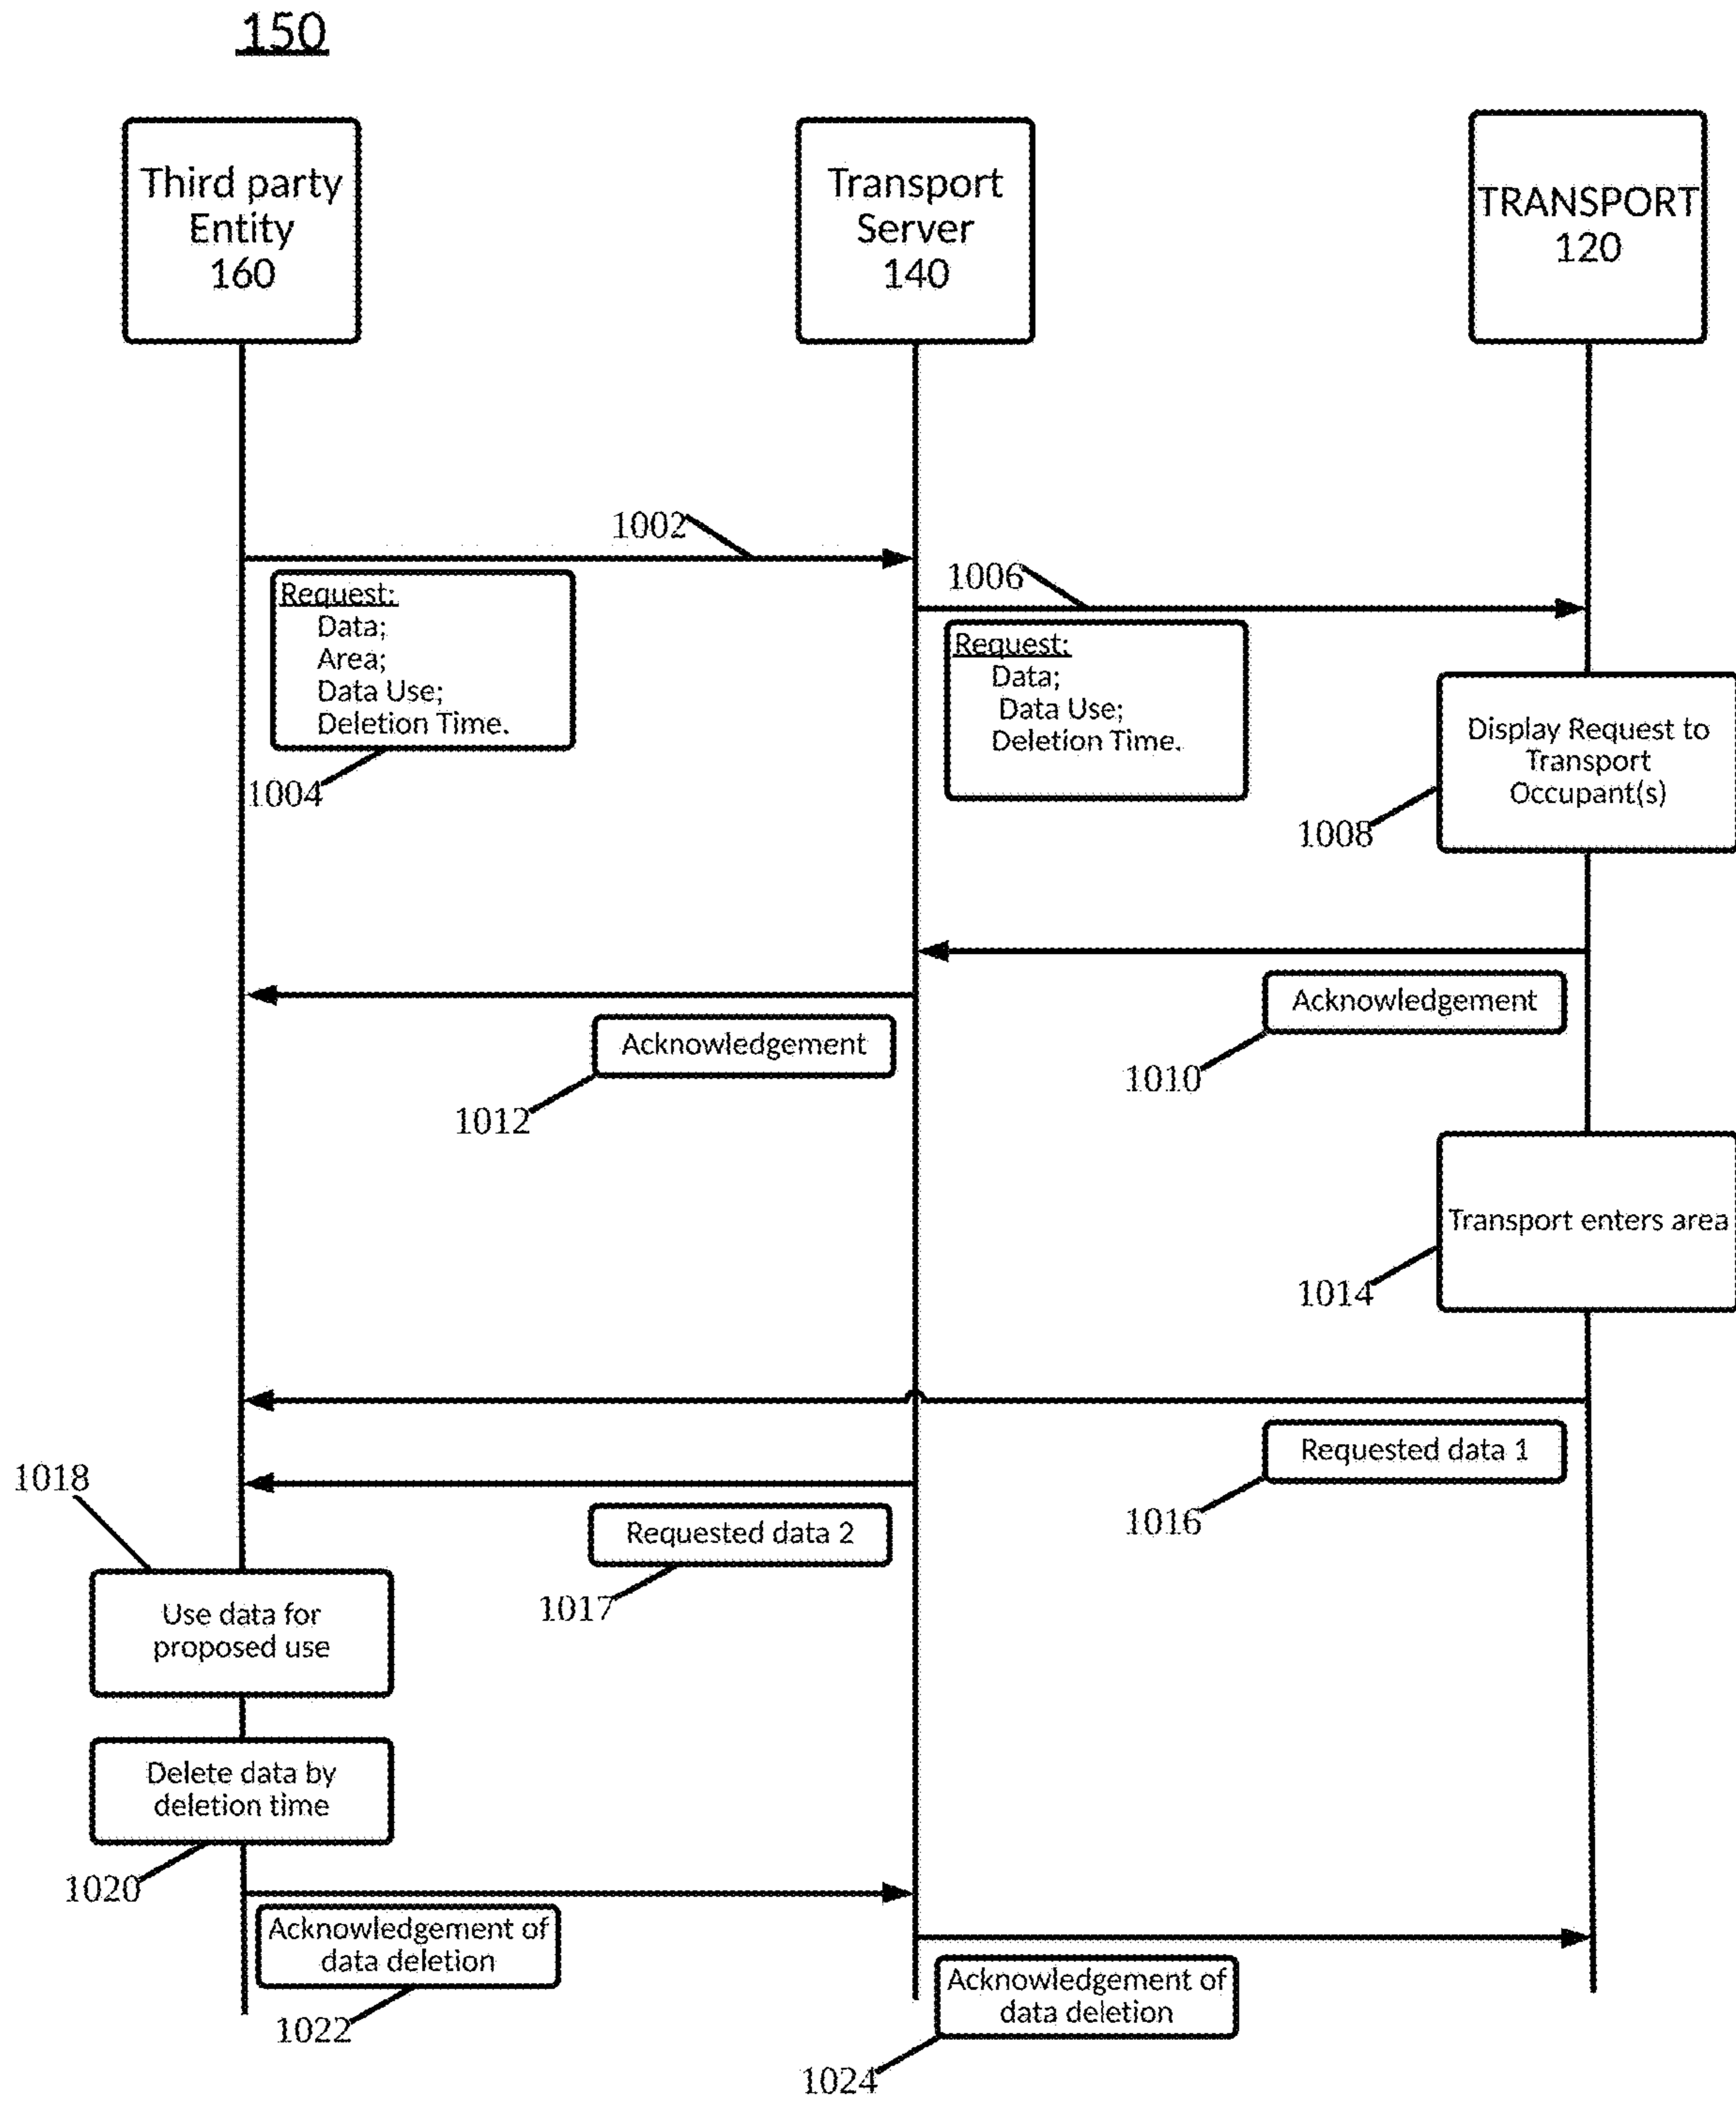 150
Third party
Entity
160
Transport
Server
140
TRANSPORT
120
1002
Request:
Data;
Area;
Data Use;
Deletion Time.
1004
1006
Request:
Data;
Data Use;
Deletion Time.
Display Request to
Transport
Occupant(s)
1008
Acknowledgement
1010
Acknowledgement
1012
Transport enters area
1014
Requested data 1
1016
Requested data 2
1017
1018
Use data for
proposed use
Delete data by
deletion time
1020
Acknowledgement of
data deletion
1022
Acknowledgement of
data deletion
1024